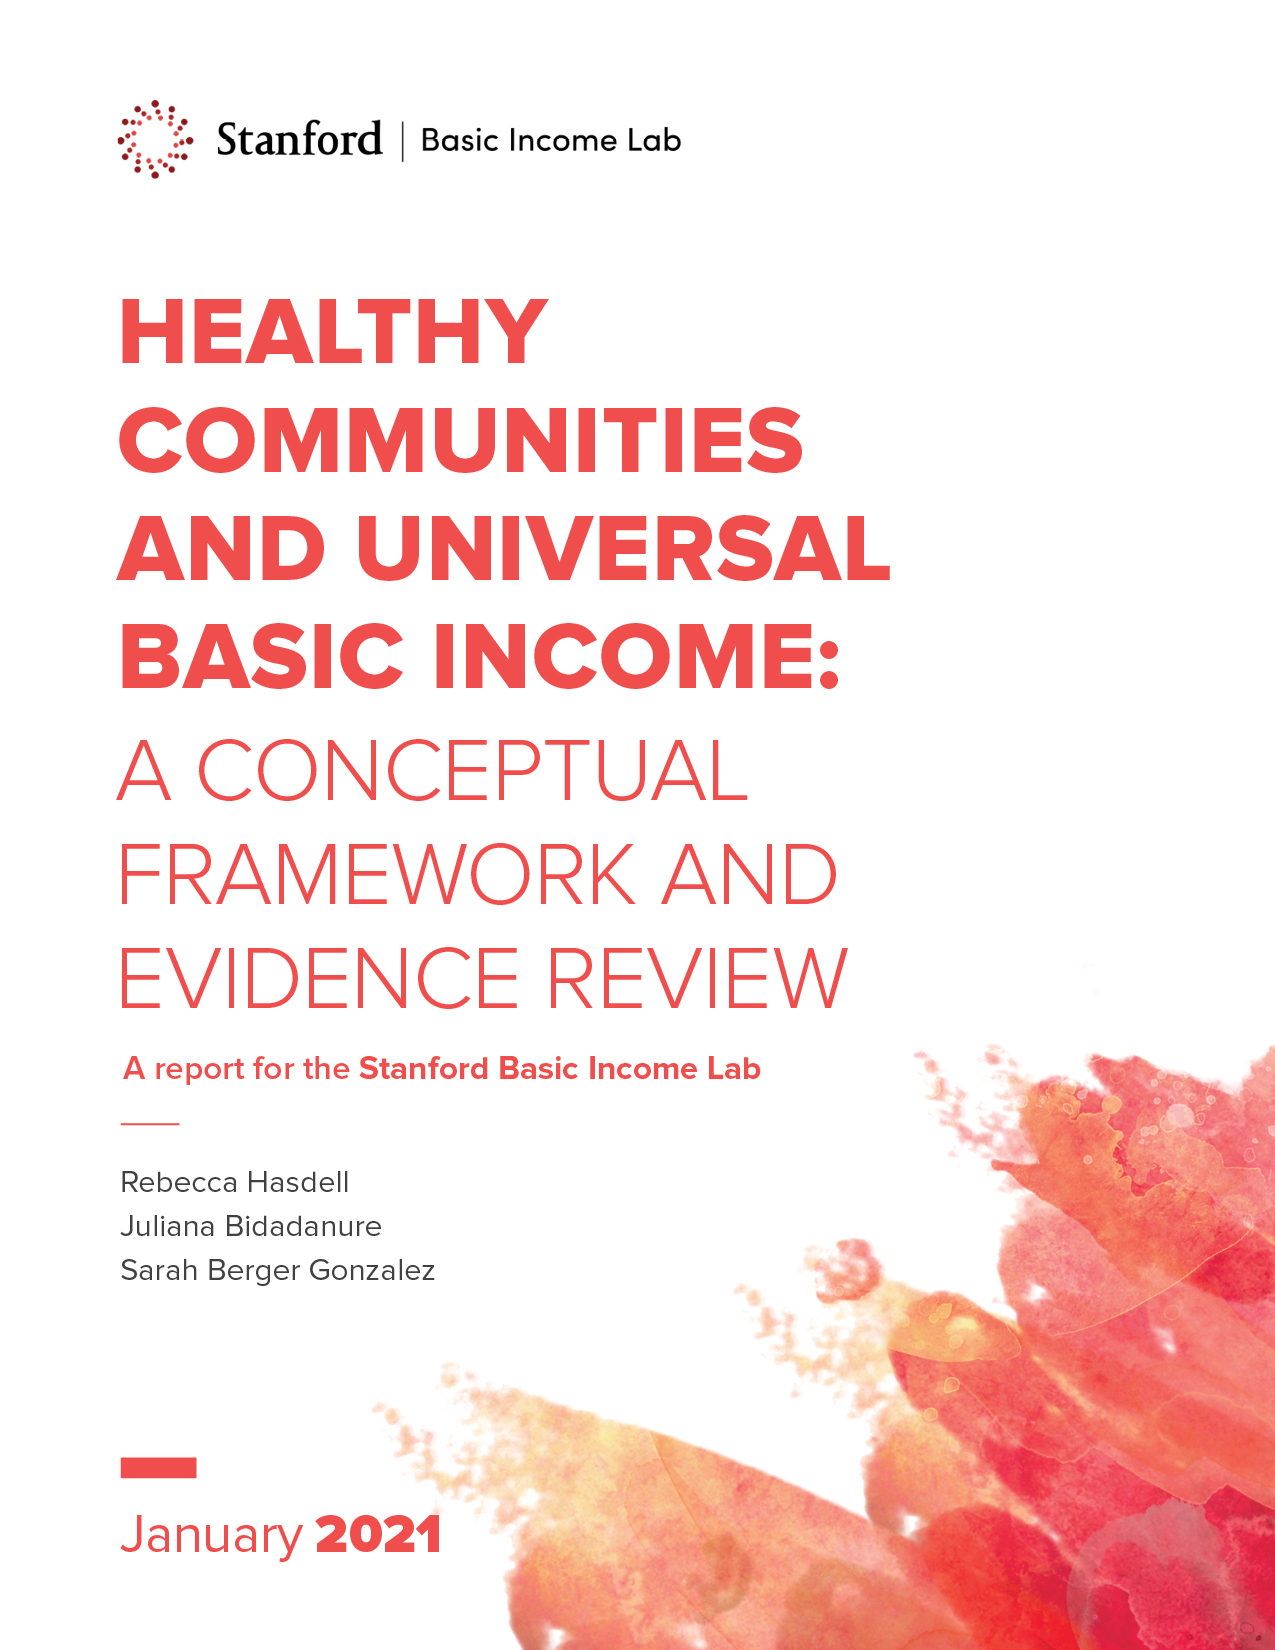 Stanford | Basic Income Lab
HEALTHY
COMMUNITIES
AND UNIVERSAL
BASIC INCOME:
A CONCEPTUAL
FRAMEWORK AND
EVIDENCE REVIEW
A report for the Stanford Basic Income Lab
Rebecca Hasdell
Juliana Bidadanure
Sarah Berger Gonzalez
January 2021